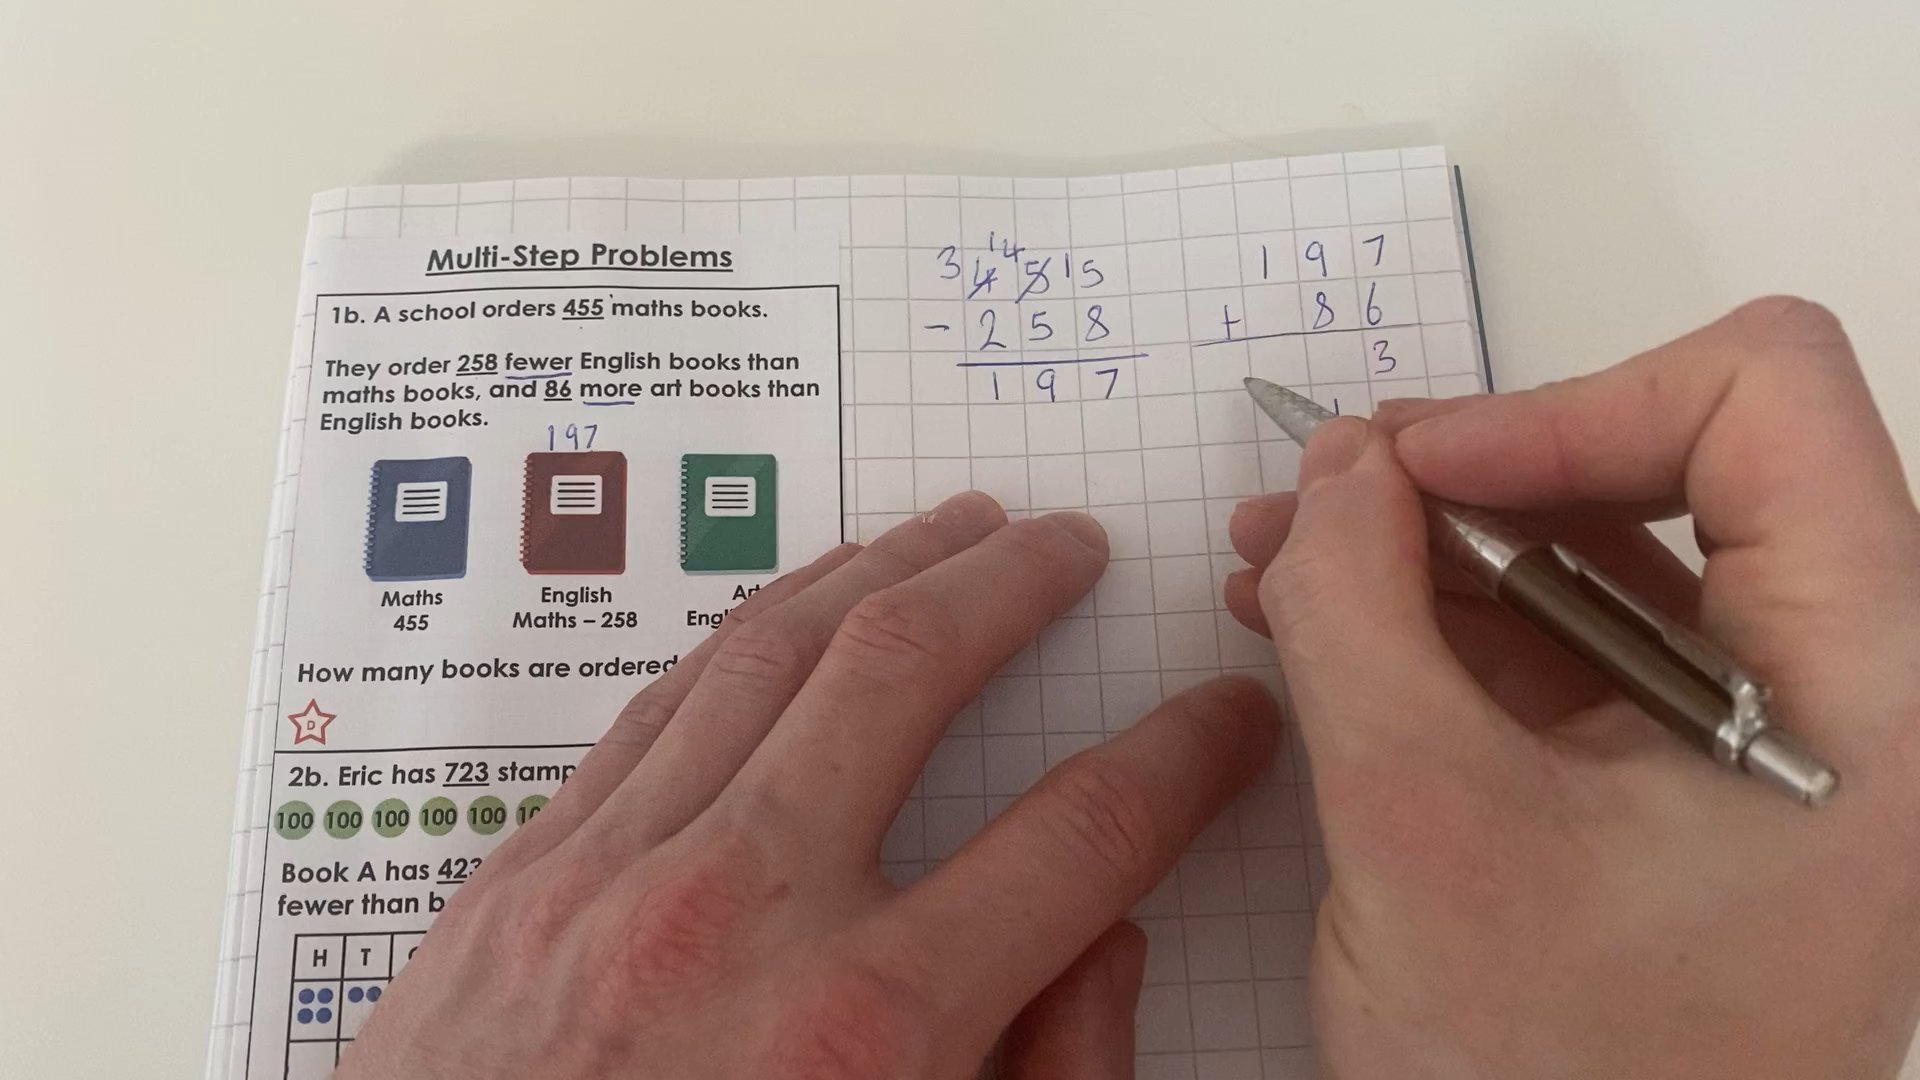 Multi-Step Problems
1b. A school orders 455 maths books.
They order 258 fewer English books than
maths books, and 86 more art books than
English books.
197
Maths
455
English
Maths – 258
How many books are ordered
D
2b. Eric has 723
100 100 100 100 100
Book A has
fewer than
H T
3 14 15
4 5 5
- 2 5 8
1 9 7
1 9 7
+ 8 6
3
1